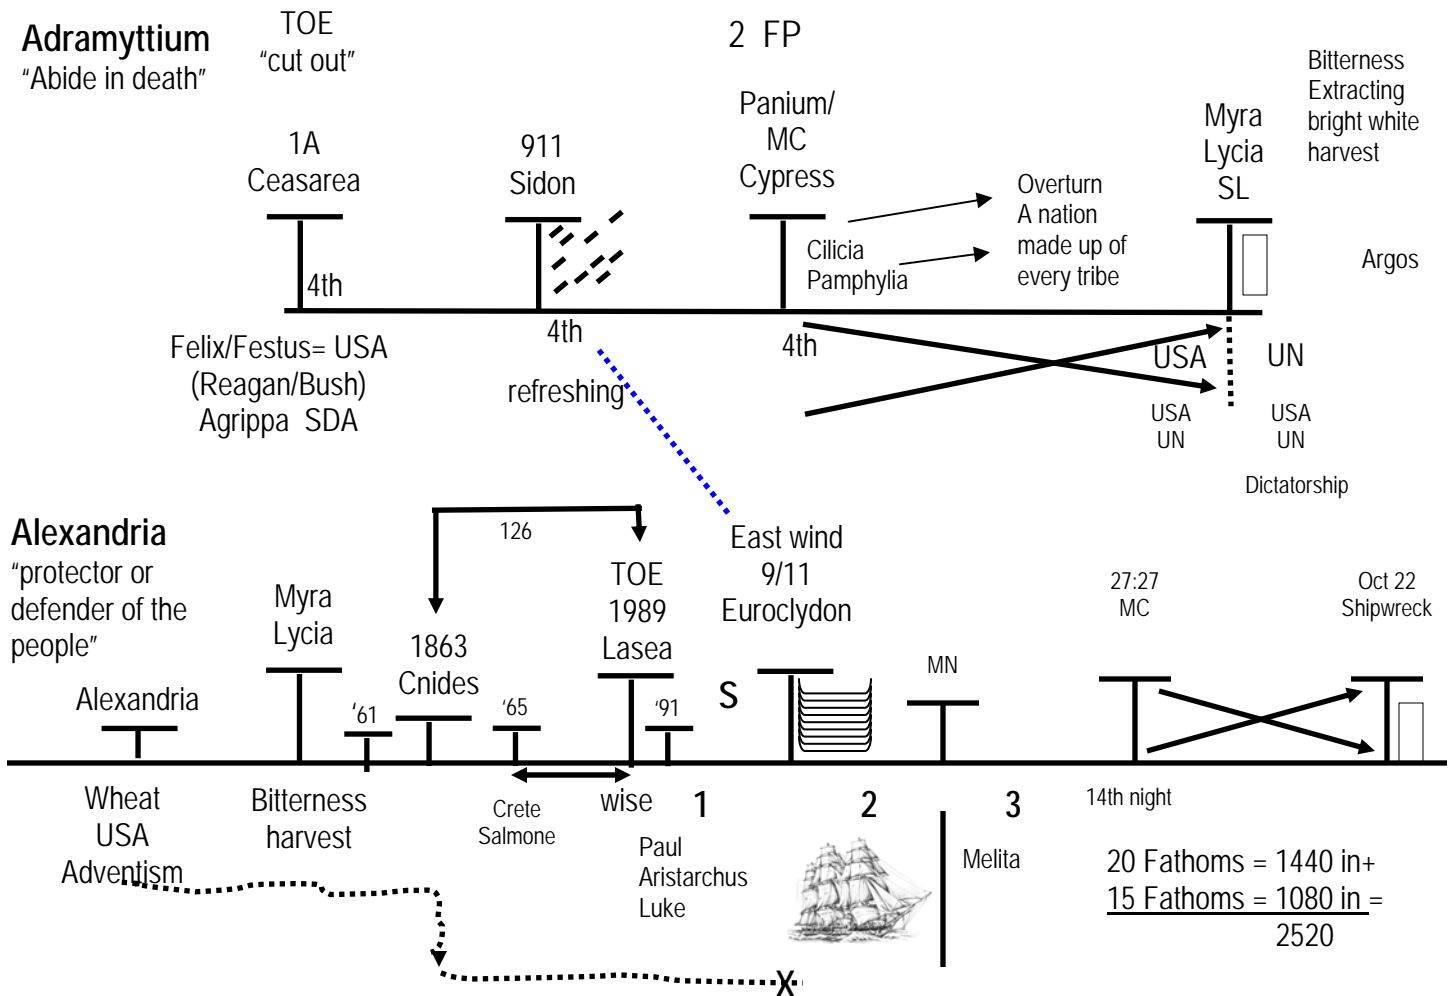 Adramyttium
“Abide in death”
TOE
“cut out”
2 FP
Bitterness
Extracting
bright white
harvest
1A
Ceasarea
911
Sidon
Panium/
MC
Cypress
Myra
Lycia
SL
Overturn
A nation
made up of
every tribe
Cilicia
Pamphylia
Argos
4th
4th
4th
Felix/Festus= USA
(Reagan/Bush)
Agrippa SDA
refreshing
USA
UN
USA
UN
USA
UN
Dictatorship
Alexandria
“protector or
defender of the
people”
126
East wind
9/11
Euroclydon
TOE
1989
Lasea
27:27
MC
Oct 22
Shipwreck
Myra
Lycia
1863
Cnides
Alexandria
‘61
‘65
‘91
S
MN
Wheat
USA
Adventism
Bitterness
harvest
Crete
Salmone
wise
1
2
3
14th night
Paul
Aristarchus
Luke
Melita
20 Fathoms = 1440 in+
15 Fathoms = 1080 in =
2520
X